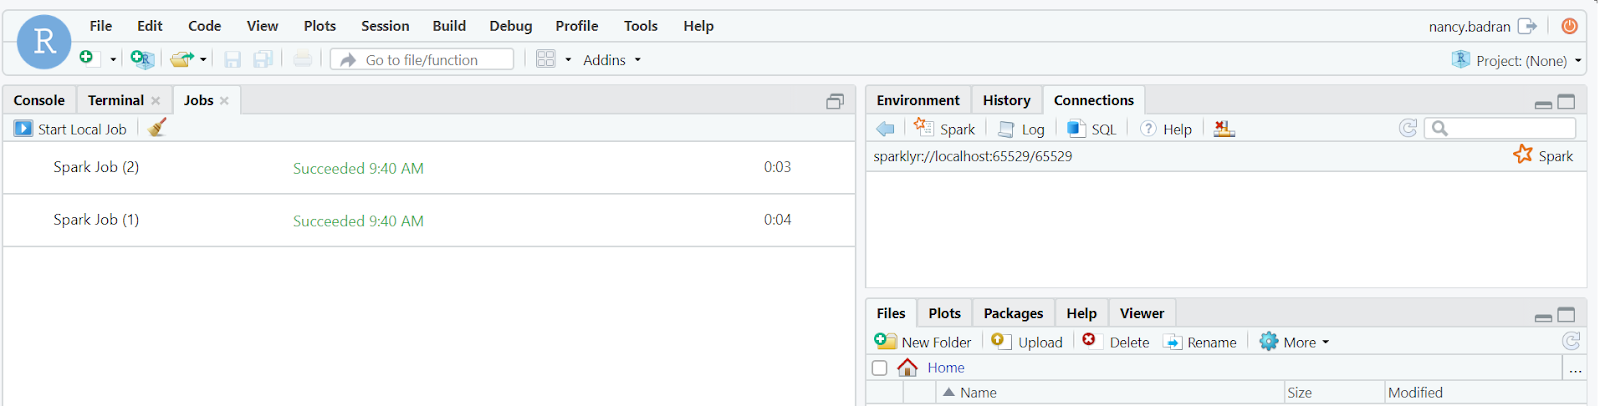 R
File Edit Code View Plots Session Build Debug Profile Tools Help
nancy.badran
Go to file/function
Addins
R Project: (None)
Console Terminal Jobs
Start Local Job
Spark Job (2) Succeeded 9:40 AM 0:03
Spark Job (1) Succeeded 9:40 AM 0:04
Environment History Connections
Spark Log SQL ? Help
sparklyr://localhost:65529/65529 Spark
Files Plots Packages Help Viewer
New Folder Upload Delete Rename More
Home ...
Name Size Modified